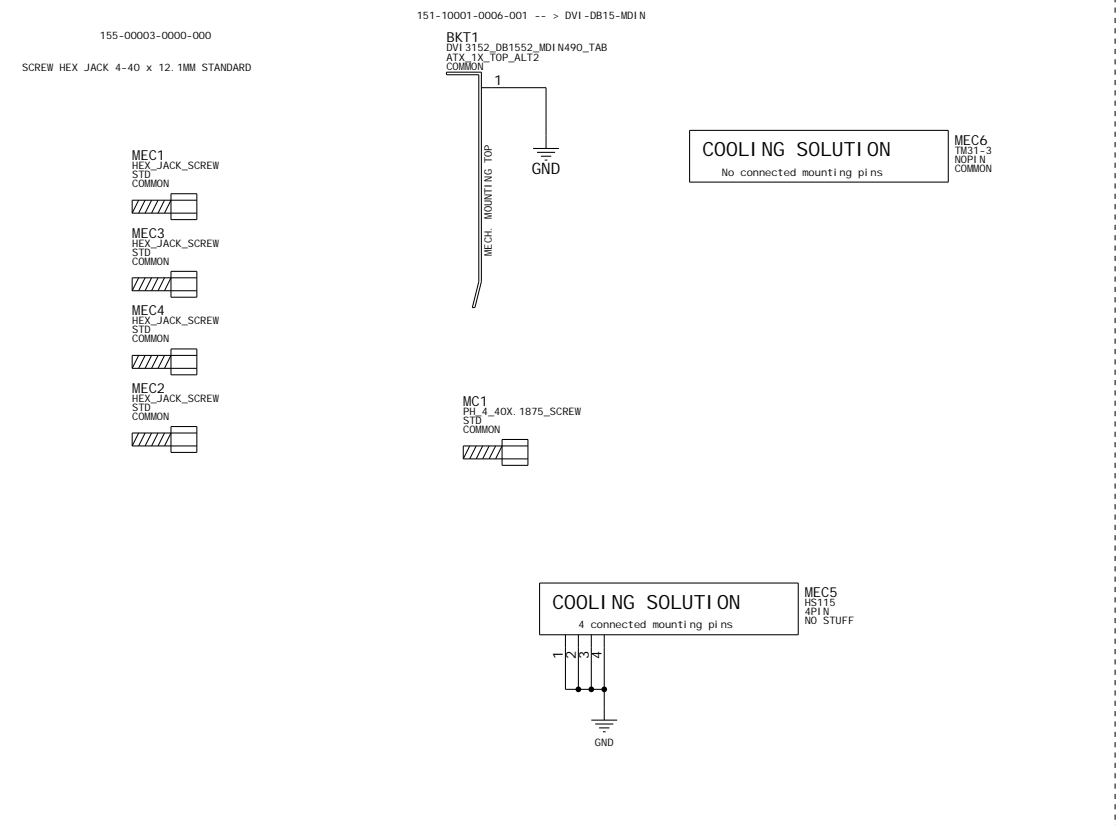 151-10001-0006-001 -- > DVI-DB15-MDIN
155-00003-0000-000
SCREW HEX JACK 4-40 x 12.1MM STANDARD
BKT1
DVI3152_DB1552_MDIN490_TAB
ATX_1X_TOP_ALT2
COMMON
1
GND
MECH. MOUNTING TOP
COOLING SOLUTION
No connected mounting pins
MEC6
TM31-3
NOPIN
COMMON
MEC1
HEX_JACK_SCREW
STD
COMMON
MEC3
HEX_JACK_SCREW
STD
COMMON
MEC4
HEX_JACK_SCREW
STD
COMMON
MEC2
HEX_JACK_SCREW
STD
COMMON
MC1
PH_4_40X.1875_SCREW
STD
COMMON
COOLING SOLUTION
4 connected mounting pins
MEC5
HS115
4PIN
NO STUFF
1
2
3
4
GND